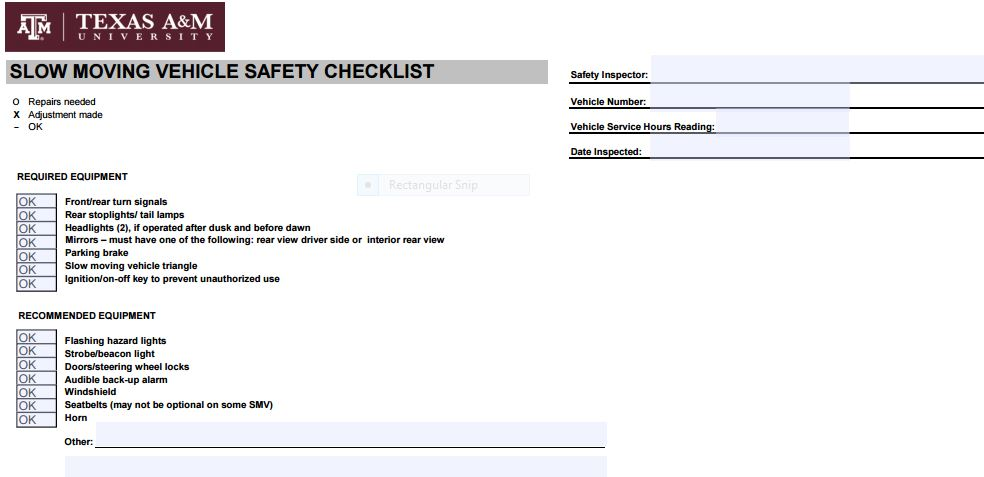 ATM TEXAS A&M
UNIVERSITY
SLOW MOVING VEHICLE SAFETY CHECKLIST
Safety Inspector:
O Repairs needed
Vehicle Number:
X Adjustment made
– OK
Vehicle Service Hours Reading:
Date Inspected:
REQUIRED EQUIPMENT
Rectangular Snip
OK Front/rear turn signals
OK Rear stoplights/ tail lamps
OK Headlights (2), if operated after dusk and before dawn
OK Mirrors – must have one of the following: rear view driver side or interior rear view
OK Parking brake
OK Slow moving vehicle triangle
OK Ignition/on-off key to prevent unauthorized use
RECOMMENDED EQUIPMENT
OK Flashing hazard lights
OK Strobe/beacon light
OK Doors/steering wheel locks
OK Audible back-up alarm
OK Windshield
OK Seatbelts (may not be optional on some SMV)
OK Horn
Other: